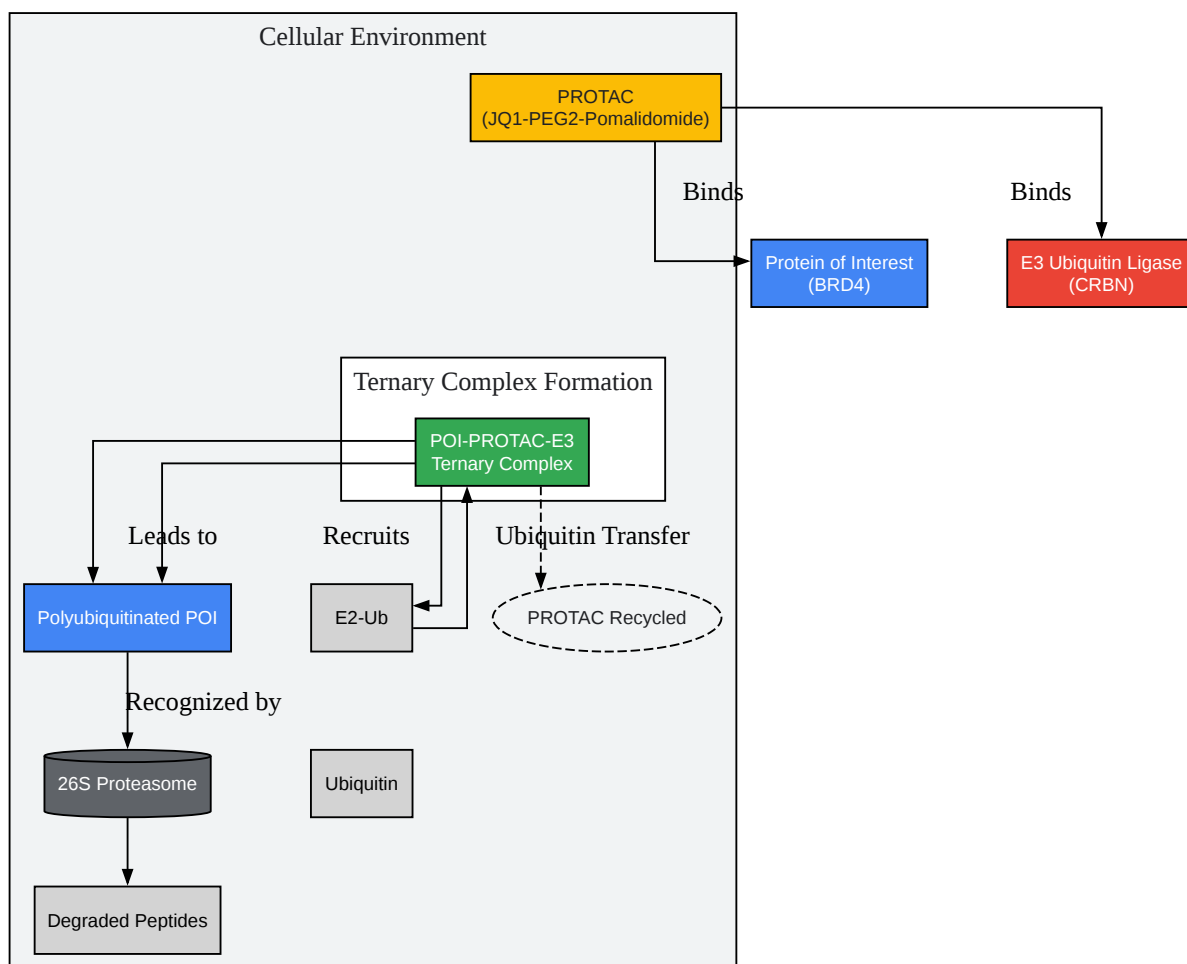 Cellular Environment
PROTAC
(JQ1-PEG2-Pomalidomide)
Binds
Binds
Protein of Interest
(BRD4)
E3 Ubiquitin Ligase
(CRBN)
Ternary Complex Formation
POI-PROTAC-E3
Ternary Complex
Leads to
Recruits
Ubiquitin Transfer
Polyubiquitinated POI
E2-Ub
PROTAC Recycled
Recognized by
26S Proteasome
Ubiquitin
Degraded Peptides